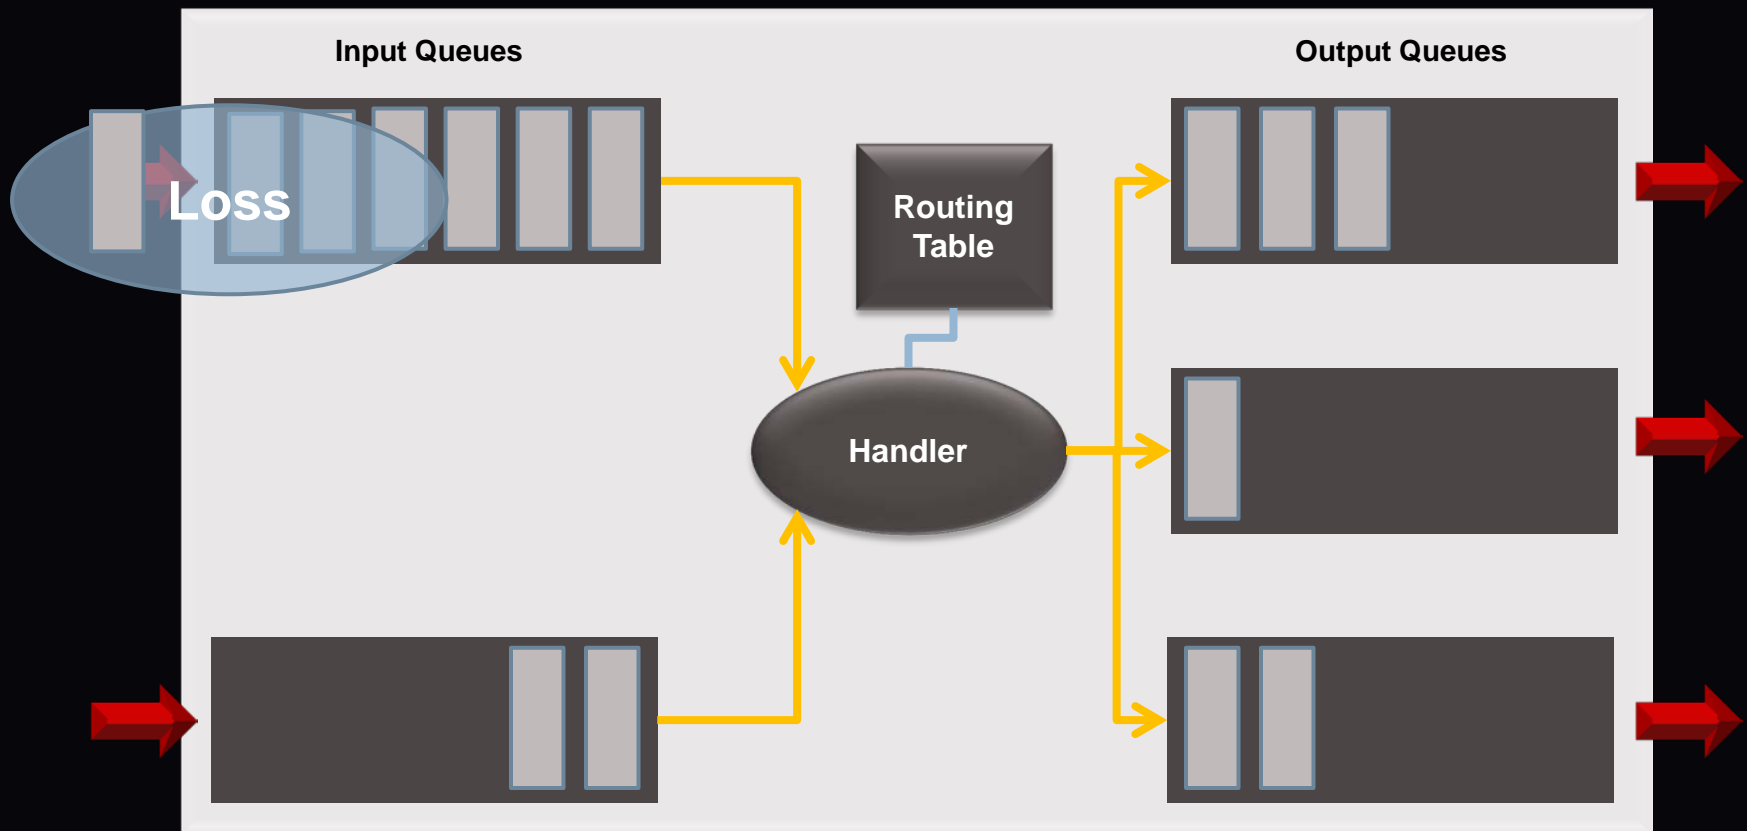 Input Queues
Output Queues
Loss
Routing
Table
Handler